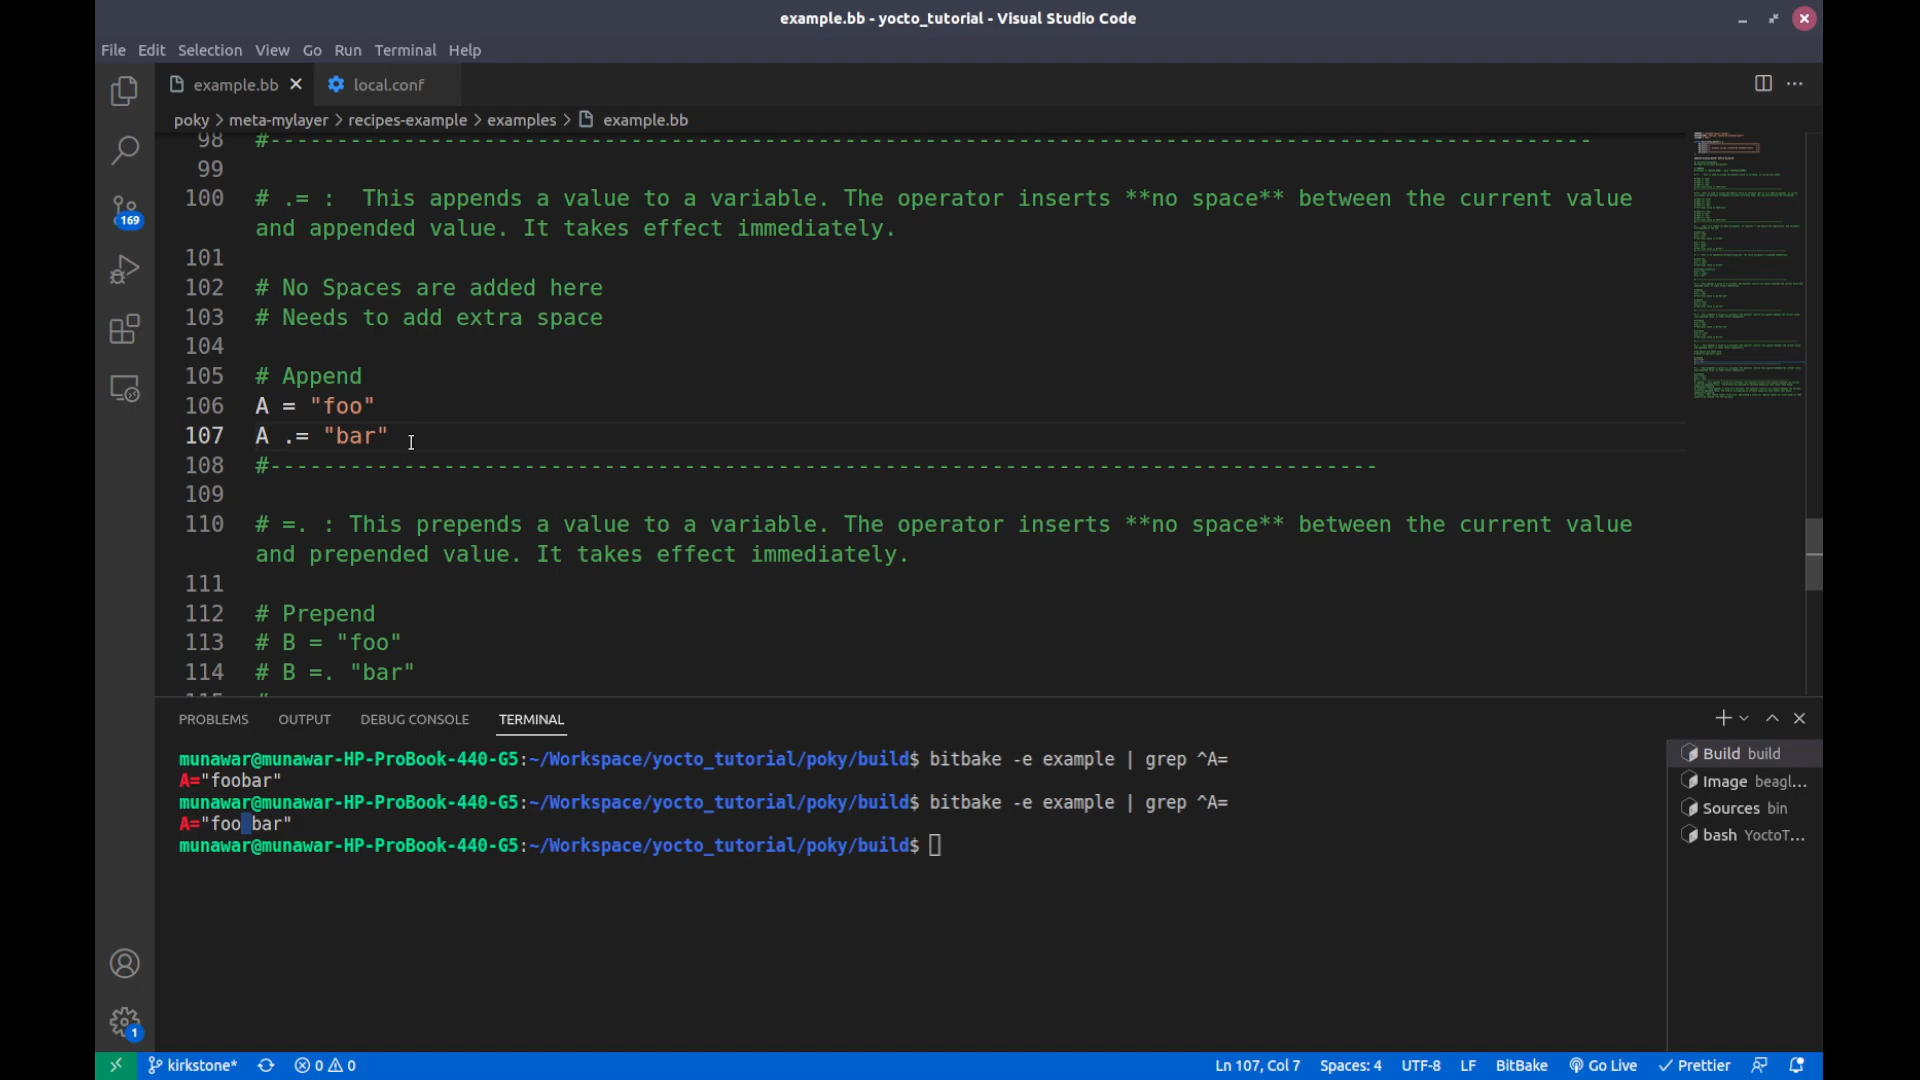 example.bb - yocto_tutorial - Visual Studio Code
File Edit Selection View Go Run Terminal Help
example.bb local.conf
poky > meta-mylayer > recipes-example > examples > example.bb
98 #---------------------------------------------------------------------------------------------------
99
100 # .= :  This appends a value to a variable. The operator inserts **no space** between the current value
and appended value. It takes effect immediately.
101
102 # No Spaces are added here
103 # Needs to add extra space
104
105 # Append
106 A = "foo"
107 A .= "bar"
108 #-----------------------------------------------------------------------------------
109
110 # =. : This prepends a value to a variable. The operator inserts **no space** between the current value
and prepended value. It takes effect immediately.
111
112 # Prepend
113 # B = "foo"
114 # B =. "bar"
115 #
169
PROBLEMS OUTPUT DEBUG CONSOLE TERMINAL
munawar@munawar-HP-ProBook-440-G5:~/Workspace/yocto_tutorial/poky/build$ bitbake -e example | grep ^A=
A="foobar"
munawar@munawar-HP-ProBook-440-G5:~/Workspace/yocto_tutorial/poky/build$ bitbake -e example | grep ^A=
A="foo bar"
munawar@munawar-HP-ProBook-440-G5:~/Workspace/yocto_tutorial/poky/build$
Build build
Image beagl...
Sources bin
bash YoctoT...
1
kirkstone* 0 0 Ln 107, Col 7 Spaces: 4 UTF-8 LF BitBake Go Live Prettier